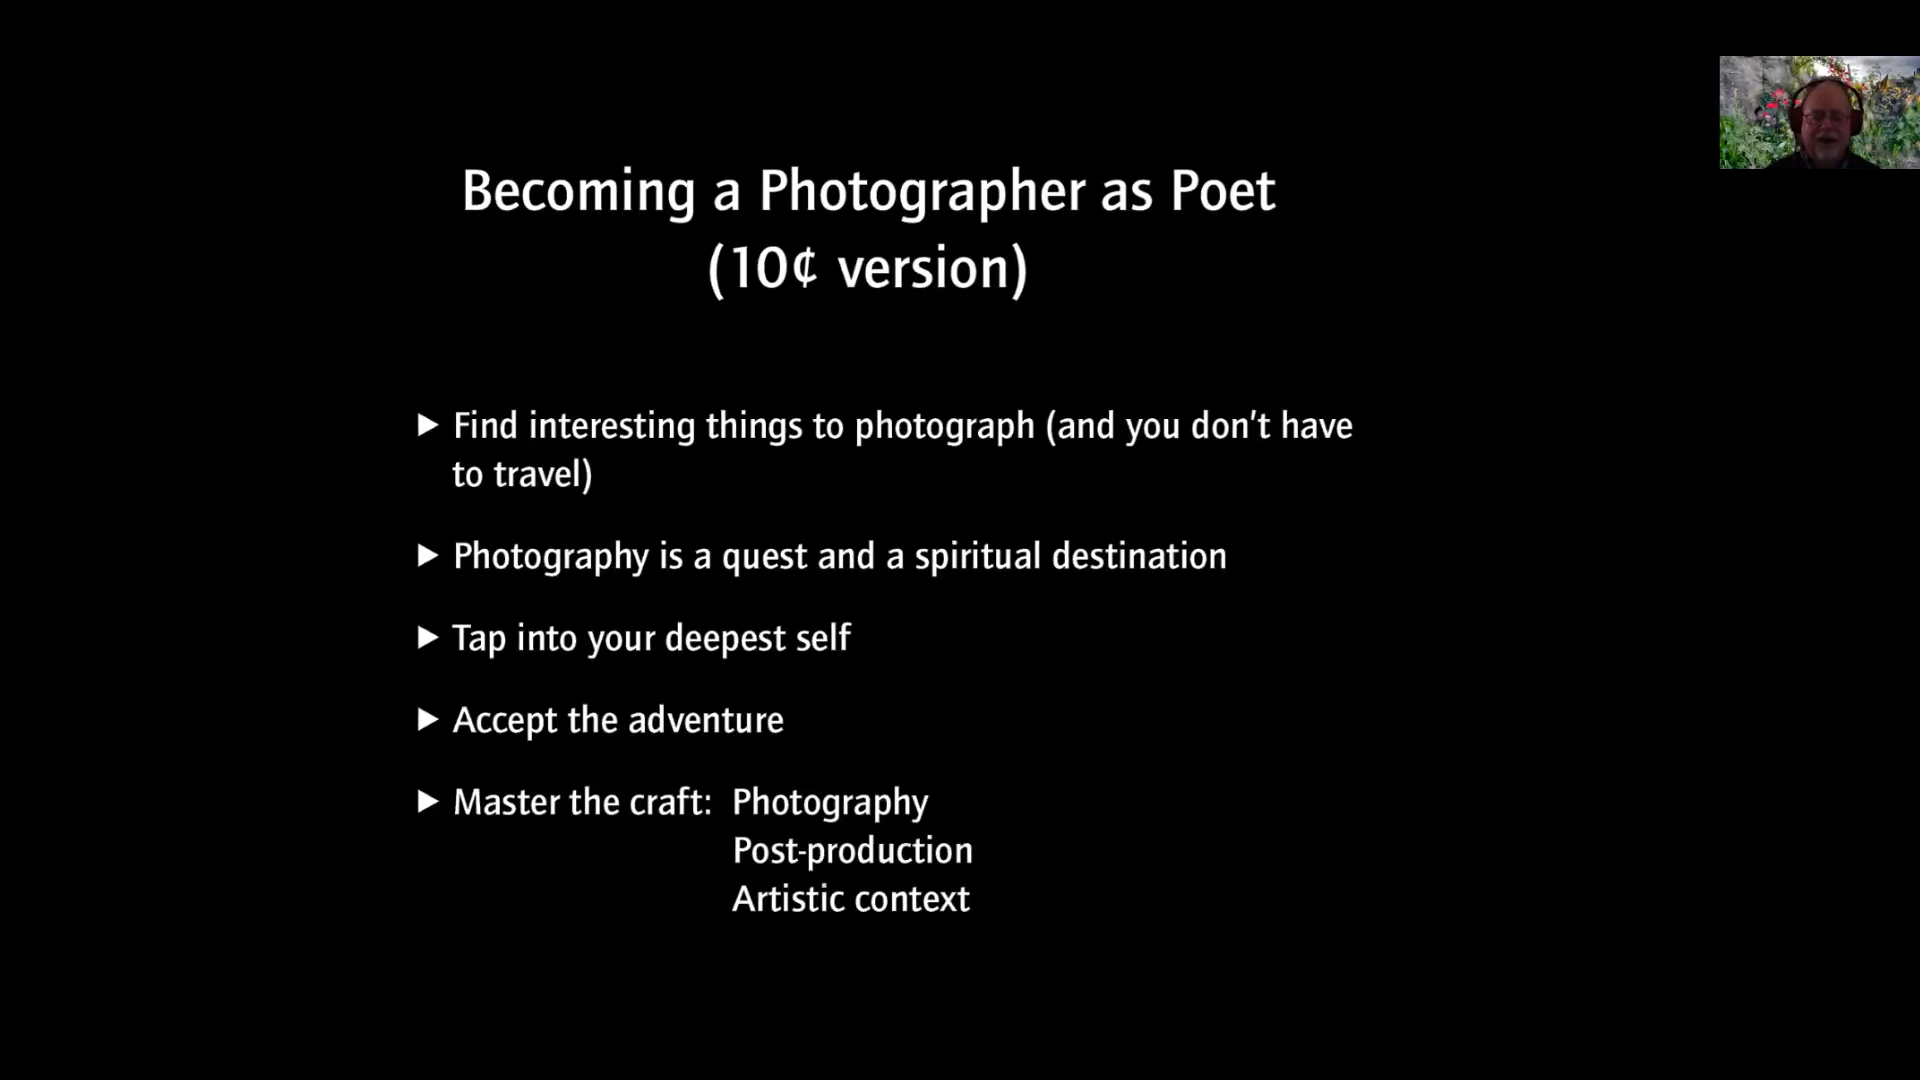 Becoming a Photographer as Poet
(10¢ version)
▶ Find interesting things to photograph (and you don’t have
to travel)
▶ Photography is a quest and a spiritual destination
▶ Tap into your deepest self
▶ Accept the adventure
▶ Master the craft: Photography
Post-production
Artistic context